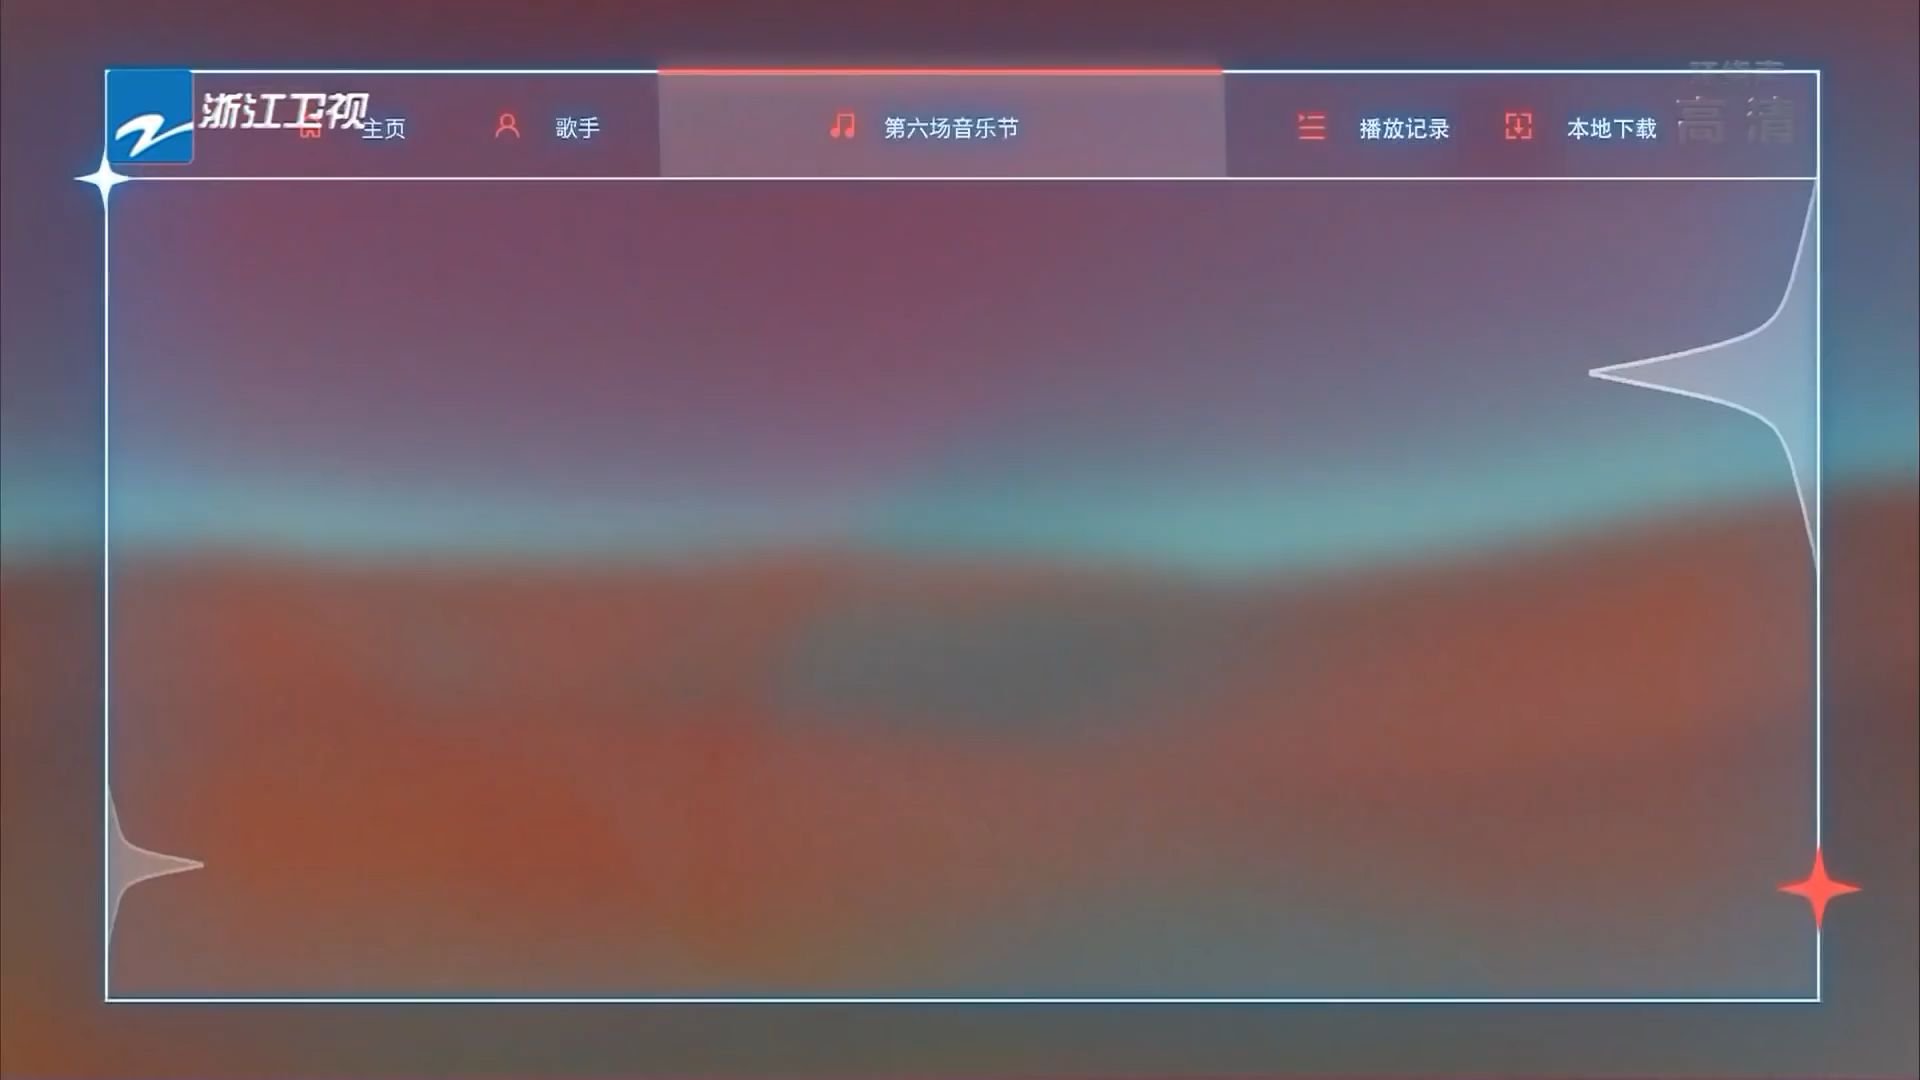 浙江卫视
主页
歌手
第六场音乐节
播放记录
本地下载
高清